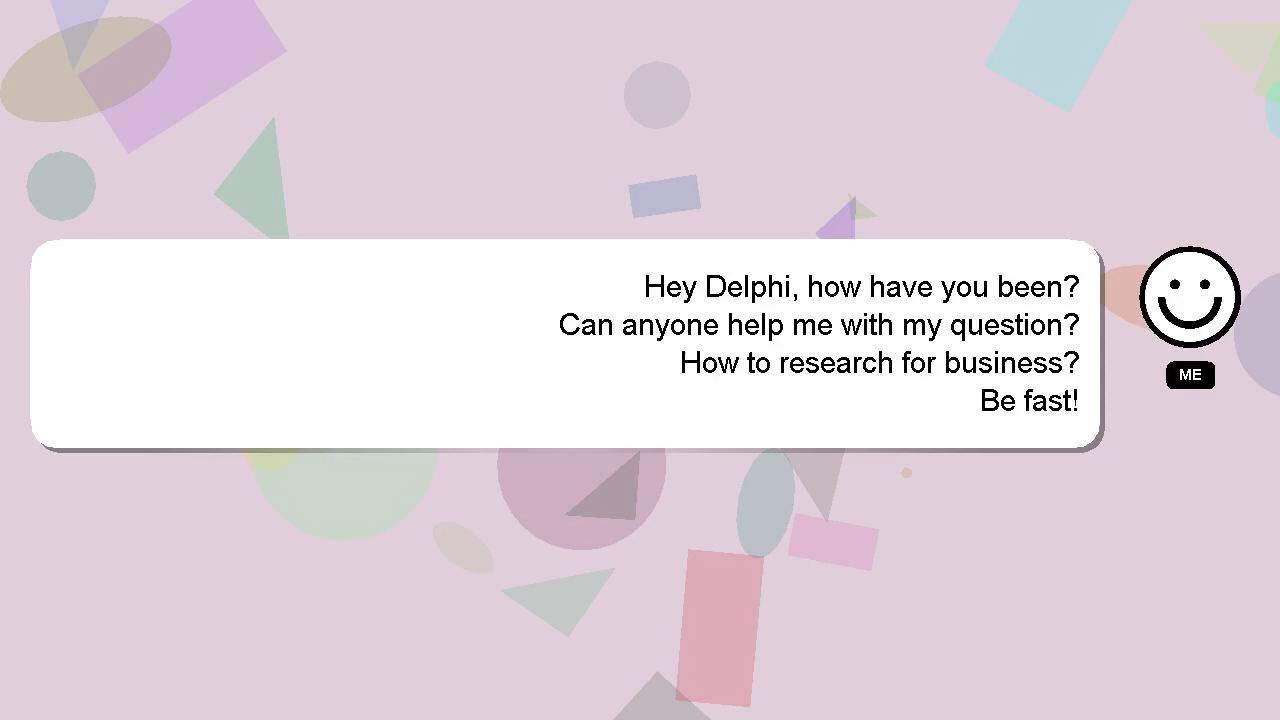 Hey Delphi, how have you been?
Can anyone help me with my question?
How to research for business?
Be fast!
ME